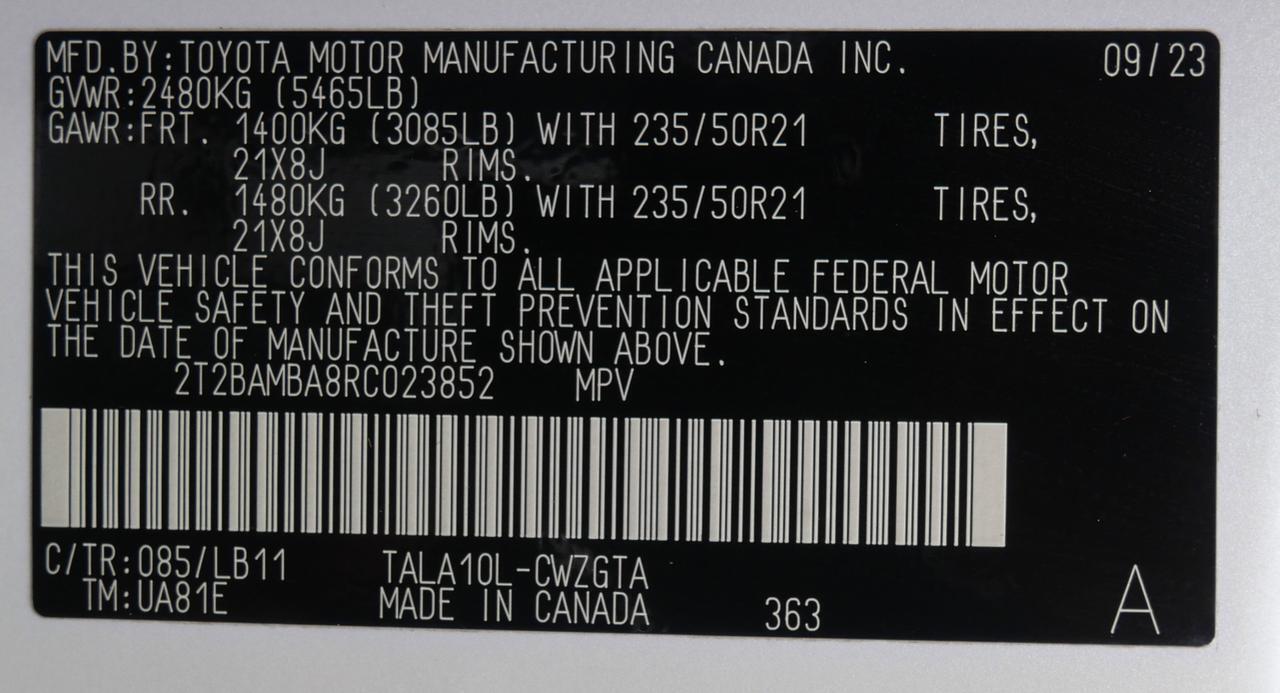 MFD.BY:TOYOTA MOTOR MANUFACTURING CANADA INC. 09/23
GVWR:2480KG (5465LB)
GAWR:FRT. 1400KG (3085LB) WITH 235/50R21 TIRES,
21X8J RIMS.
RR. 1480KG (3260LB) WITH 235/50R21 TIRES,
21X8J RIMS.
THIS VEHICLE CONFORMS TO ALL APPLICABLE FEDERAL MOTOR
VEHICLE SAFETY AND THEFT PREVENTION STANDARDS IN EFFECT ON
THE DATE OF MANUFACTURE SHOWN ABOVE.
2T2BAMBA8RC023852 MPV
C/TR:085/LB11 TALA10L-CWZGTA
TM:UA81E MADE IN CANADA 363 A